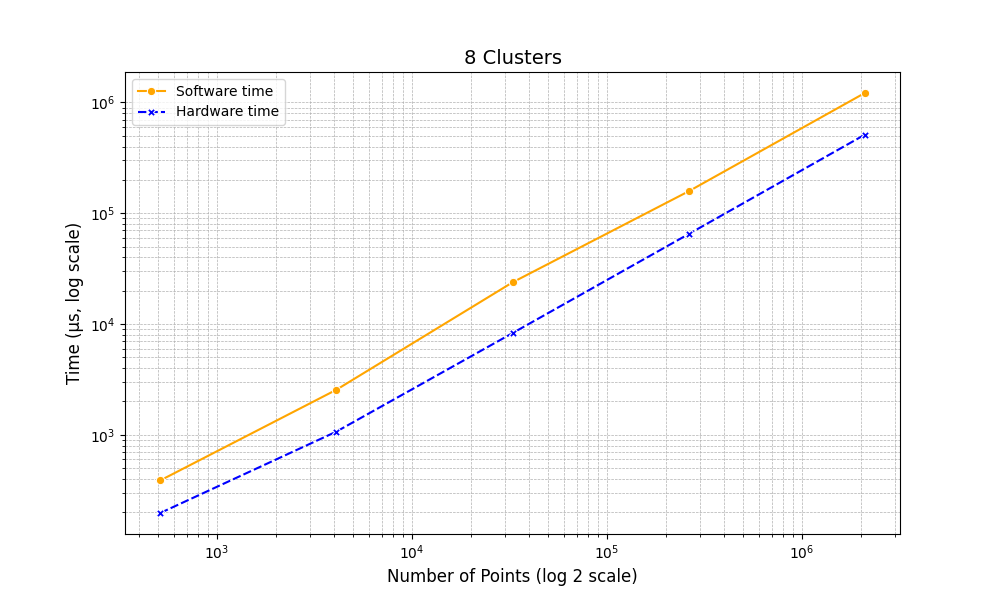 8 Clusters
Software time
Hardware time
10⁶
10⁵
10⁴
10³
Time (μs, log scale)
10³ 10⁴ 10⁵ 10⁶
Number of Points (log 2 scale)